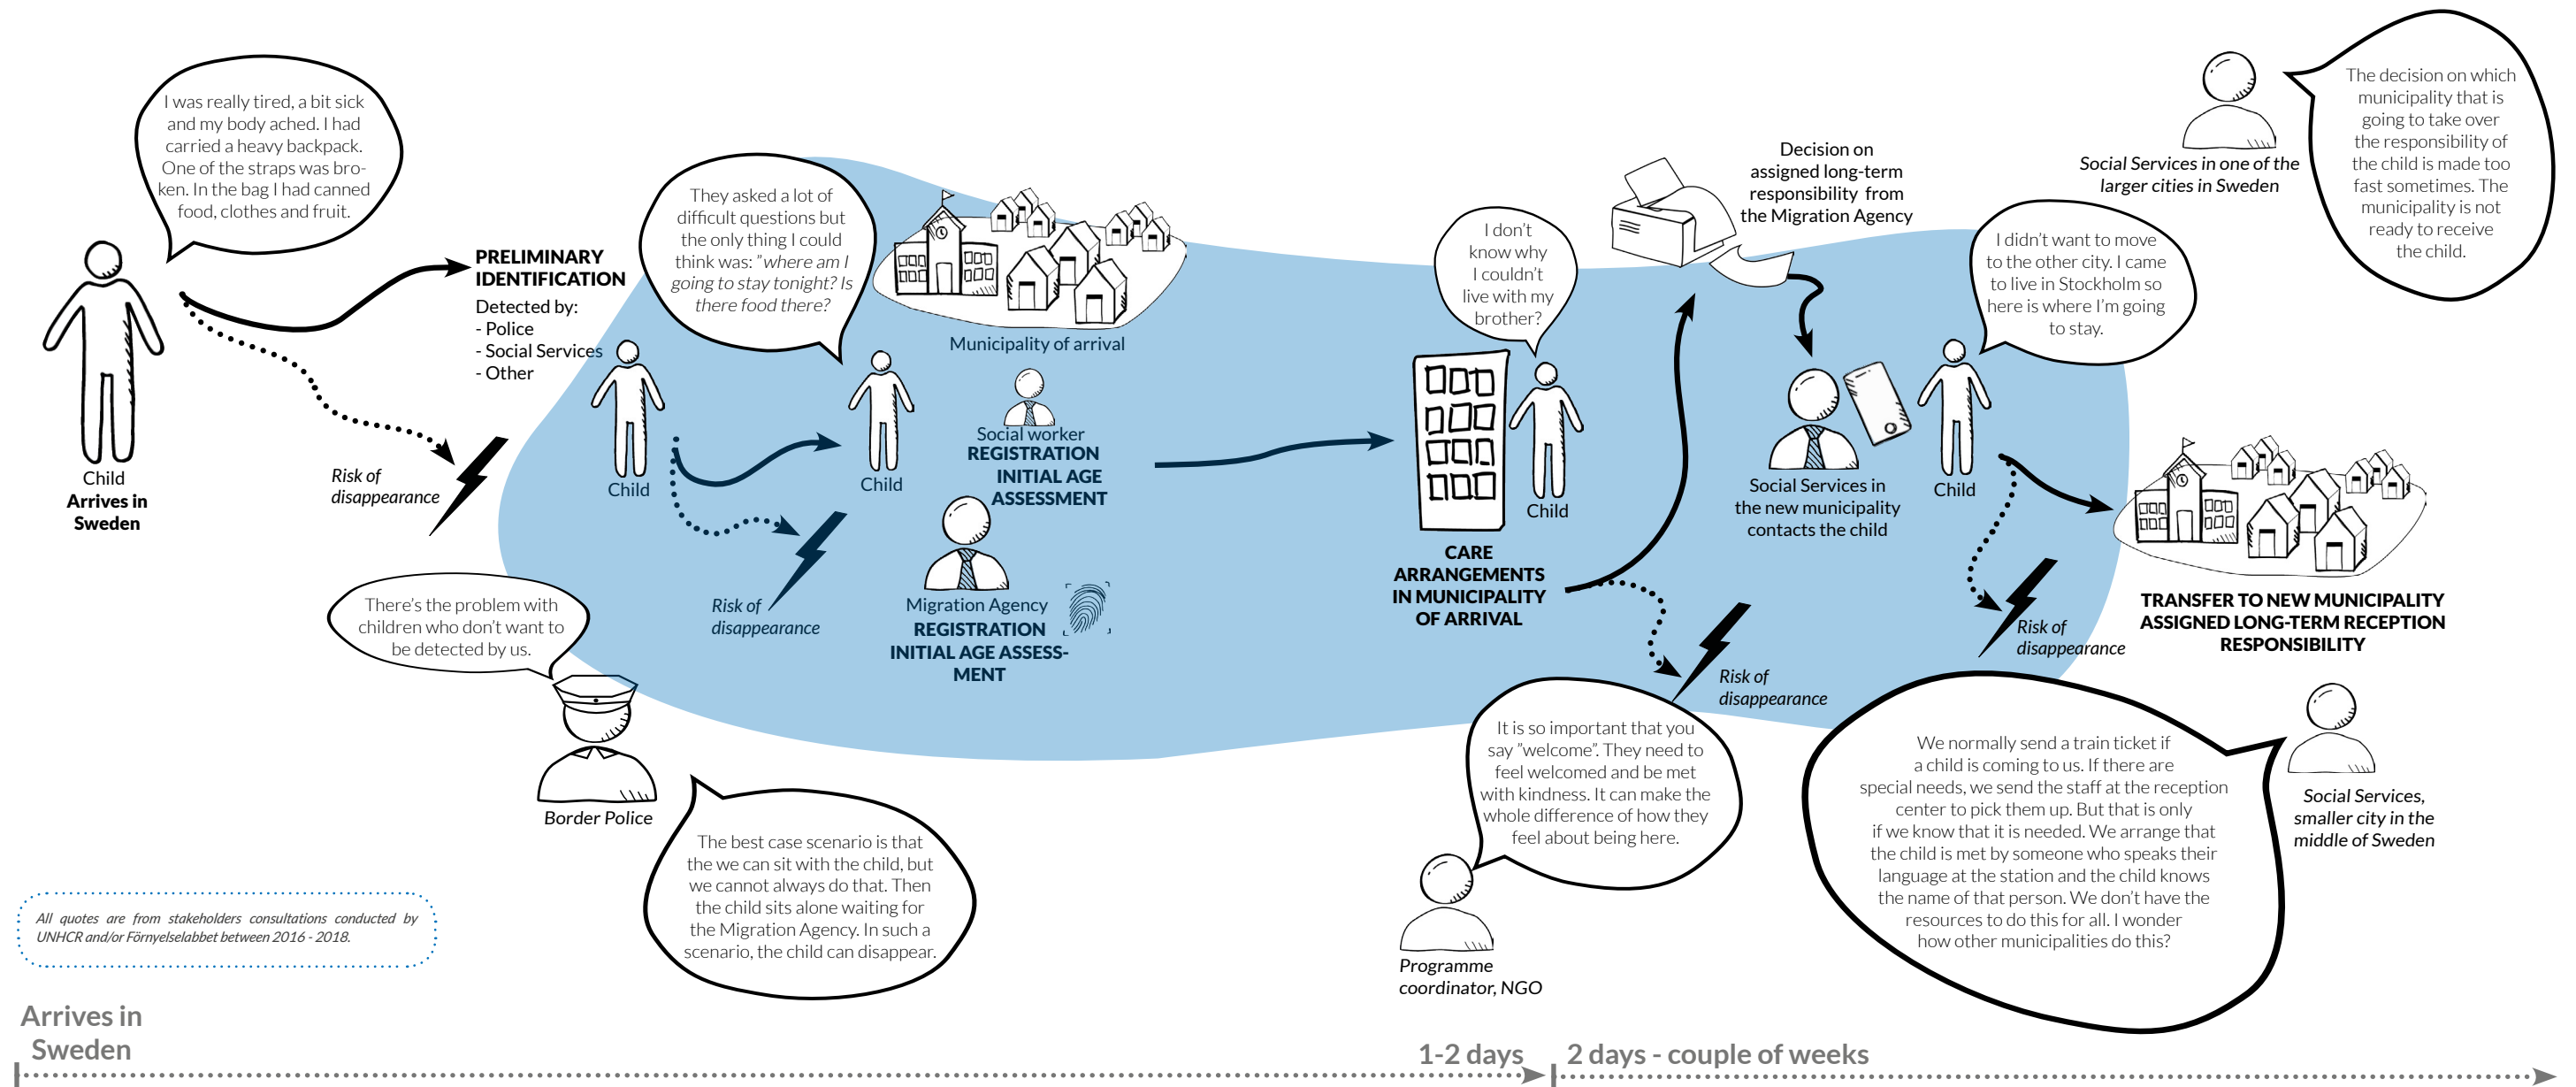 I was really tired, a bit sick
and my body ached. I had
carried a heavy backpack.
One of the straps was bro-
ken. In the bag I had canned
food, clothes and fruit.
Child
Arrives in
Sweden
PRELIMINARY
IDENTIFICATION
Detected by:
- Police
- Social Services
- Other
Risk of
disappearance
There's the problem with
children who don't want to
be detected by us.
Border Police
The best case scenario is that
the we can sit with the child, but
we cannot always do that. Then
the child sits alone waiting for
the Migration Agency. In such a
scenario, the child can disappear.
Child
They asked a lot of
difficult questions but
the only thing I could
think was: "where am I
going to stay tonight? Is
there food there?
Child
Risk of
disappearance
Municipality of arrival
Social worker
REGISTRATION
INITIAL AGE
ASSESSMENT
Migration Agency
REGISTRATION
INITIAL AGE ASSESS-
MENT
I don't
know why
I couldn't
live with my
brother?
Child
CARE
ARRANGEMENTS
IN MUNICIPALITY
OF ARRIVAL
Risk of
disappearance
It is so important that you
say "welcome". They need to
feel welcomed and be met
with kindness. It can make the
whole difference of how they
feel about being here.
Programme
coordinator, NGO
Decision on
assigned long-term
responsibility from
the Migration Agency
Social Services in
the new municipality
contacts the child
I didn't want to move
to the other city. I came
to live in Stockholm so
here is where I'm going
to stay.
Child
Risk of
disappearance
Social Services in one of the
larger cities in Sweden
The decision on which
municipality that is
going to take over
the responsibility of
the child is made too
fast sometimes. The
municipality is not
ready to receive
the child.
TRANSFER TO NEW MUNICIPALITY
ASSIGNED LONG-TERM RECEPTION
RESPONSIBILITY
We normally send a train ticket if
a child is coming to us. If there are
special needs, we send the staff at the reception
center to pick them up. But that is only
if we know that it is needed. We arrange that
the child is met by someone who speaks their
language at the station and the child knows
the name of that person. We don't have the
resources to do this for all. I wonder
how other municipalities do this?
Social Services,
smaller city in the
middle of Sweden
All quotes are from stakeholders consultations conducted by
UNHCR and/or Förnyelselabbet between 2016 - 2018.
Arrives in
Sweden
1-2 days
2 days - couple of weeks